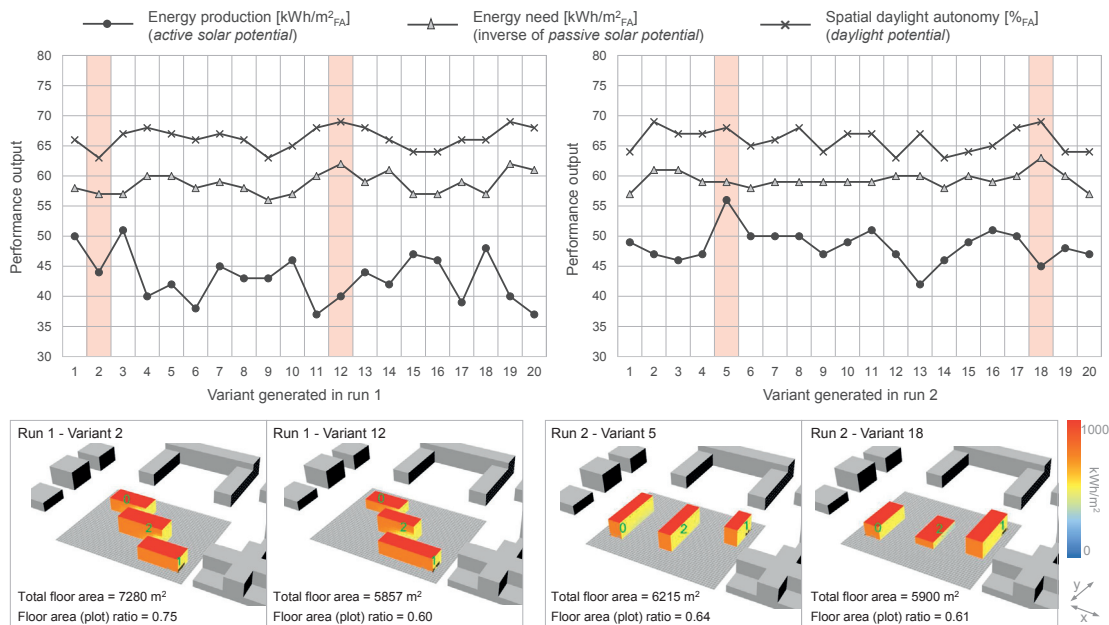 Energy production [kWh/m²FA]
(active solar potential)
Energy need [kWh/m²FA]
(inverse of passive solar potential)
Spatial daylight autonomy [%FA]
(daylight potential)
80
75
70
65
60
55
50
45
40
35
30
Performance output
1 2 3 4 5 6 7 8 9 10 11 12 13 14 15 16 17 18 19 20
Variant generated in run 1
80
75
70
65
60
55
50
45
40
35
30
Performance output
1 2 3 4 5 6 7 8 9 10 11 12 13 14 15 16 17 18 19 20
Variant generated in run 2
Run 1 - Variant 2
0
2
1
Total floor area = 7280 m²
Floor area (plot) ratio = 0.75
Run 1 - Variant 12
0
2
1
Total floor area = 5857 m²
Floor area (plot) ratio = 0.60
Run 2 - Variant 5
0
2
1
Total floor area = 6215 m²
Floor area (plot) ratio = 0.64
Run 2 - Variant 18
0
2
1
Total floor area = 5900 m²
Floor area (plot) ratio = 0.61
1000
kWh/m²
0
y
x